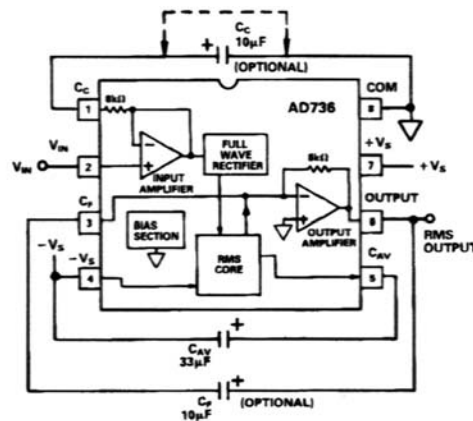 CC
10μF
+
(OPTIONAL)
CC
COM
1
8kΩ
AD736
8
VIN
VIN
2
INPUT
AMPLIFIER
FULL
WAVE
RECTIFIER
+VS
7
+VS
8kΩ
CF
3
BIAS
SECTION
OUTPUT
AMPLIFIER
OUTPUT
6
RMS
OUTPUT
−VS
−VS
4
RMS
CORE
CAV
5
CAV
33μF
+
CF
10μF
+
(OPTIONAL)